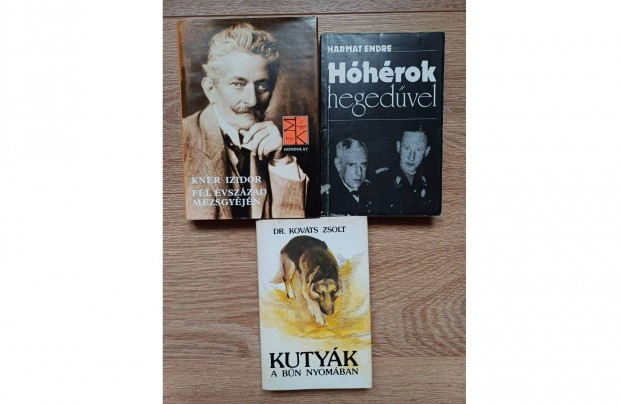 KNER IZIDOR
FÉL ÉVSZÁZAD
MEZSGYÉJÉN
GONDOLAT
HARMAT ENDRE
Hóhérok
hegedűvel
DR. KOVÁTS ZSOLT
KUTYÁK
A BŰN NYOMÁBAN